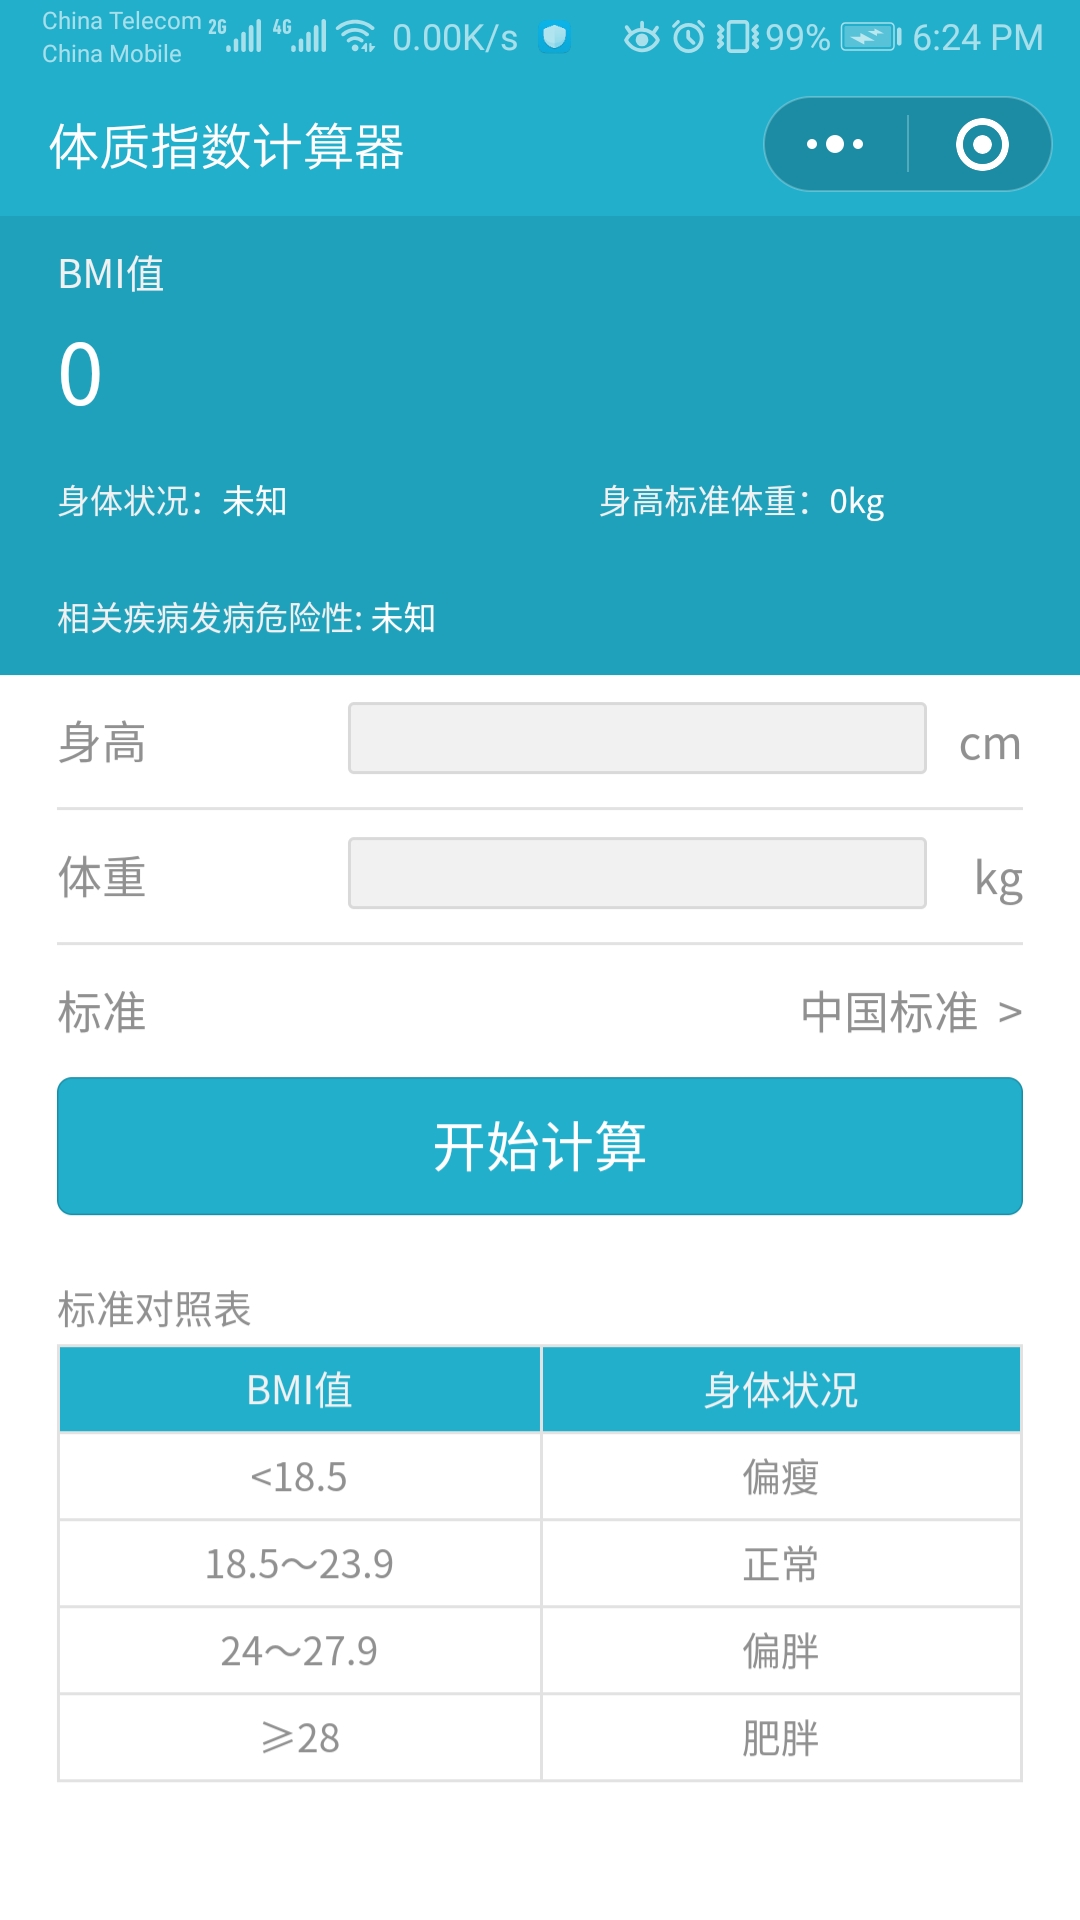 China Telecom 2G 4G 0.00K/s 99% 6:24 PM
China Mobile
体质指数计算器
BMI值
0
身体状况：未知 身高标准体重：0kg
相关疾病发病危险性: 未知
身高 cm
体重 kg
标准 中国标准 >
开始计算
标准对照表
BMI值 身体状况
<18.5 偏瘦
18.5～23.9 正常
24～27.9 偏胖
≥28 肥胖